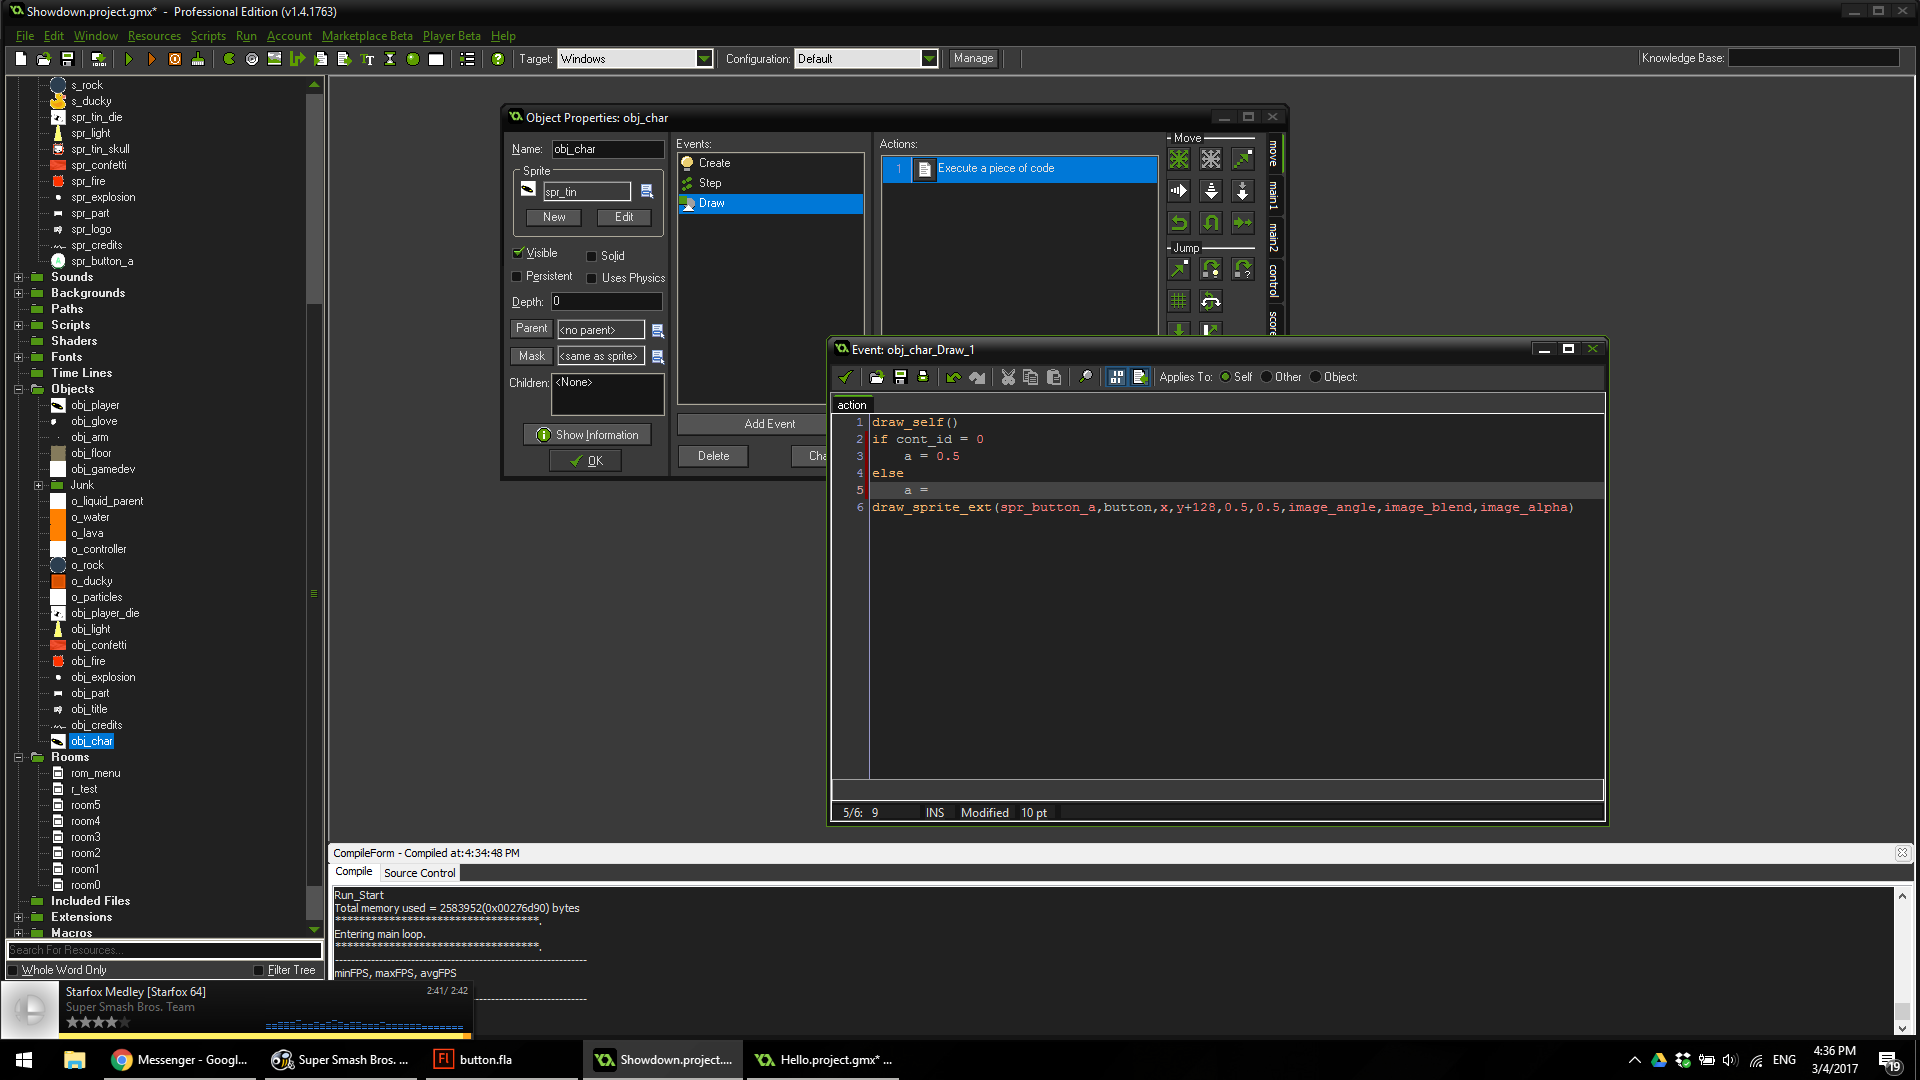 Showdown.project.gmx* - Professional Edition (v1.4.1763)
File Edit Window Resources Scripts Run Account Marketplace Beta Player Beta Help
Target: Windows Configuration: Default Manage Knowledge Base:
s_rock
s_ducky
spr_tin_die
spr_light
spr_tin_skull
spr_confetti
spr_fire
spr_explosion
spr_part
spr_logo
spr_credits
spr_button_a
Sounds
Backgrounds
Paths
Scripts
Shaders
Fonts
Time Lines
Objects
obj_player
obj_glove
obj_arm
obj_floor
obj_gamedev
Junk
o_liquid_parent
o_water
o_lava
o_controller
o_rock
o_ducky
o_particles
obj_player_die
obj_light
obj_confetti
obj_fire
obj_explosion
obj_part
obj_title
obj_credits
obj_char
Rooms
rom_menu
r_test
room5
room4
room3
room2
room1
room0
Included Files
Extensions
Macros
Search For Resources...
Whole Word Only Filter Tree
Object Properties: obj_char
Name: obj_char
Sprite
spr_tin
New Edit
Visible Solid
Persistent Uses Physics
Depth: 0
Parent <no parent>
Mask <same as sprite>
Children: <None>
Show Information
OK
Events:
Create
Step
Draw
Add Event
Delete Cha
Actions:
1 Execute a piece of code
Move
Jump
move
main1
main2
control
score
Event: obj_char_Draw_1
Applies To: Self Other Object:
action
1 draw_self()
2 if cont_id = 0
3 a = 0.5
4 else
5 a =
6 draw_sprite_ext(spr_button_a,button,x,y+128,0.5,0.5,image_angle,image_blend,image_alpha)
5/6: 9 INS Modified 10 pt
CompileForm - Compiled at:4:34:48 PM
Compile Source Control
Run_Start
Total memory used = 2583952(0x00276d90) bytes
***********************************.
Entering main loop.
***********************************.
minFPS, maxFPS, avgFPS
Starfox Medley [Starfox 64] 2:41/ 2:42
Super Smash Bros. Team
Messenger - Googl...
Super Smash Bros. ...
Fl button.fla
Showdown.project....
Hello.project.gmx* ...
ENG
4:36 PM
3/4/2017
19